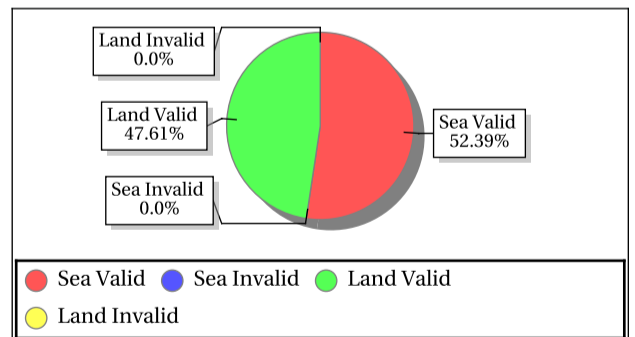 Land Invalid
0.0%
Land Valid
47.61%
Sea Valid
52.39%
Sea Invalid
0.0%
Sea Valid Sea Invalid Land Valid
Land Invalid